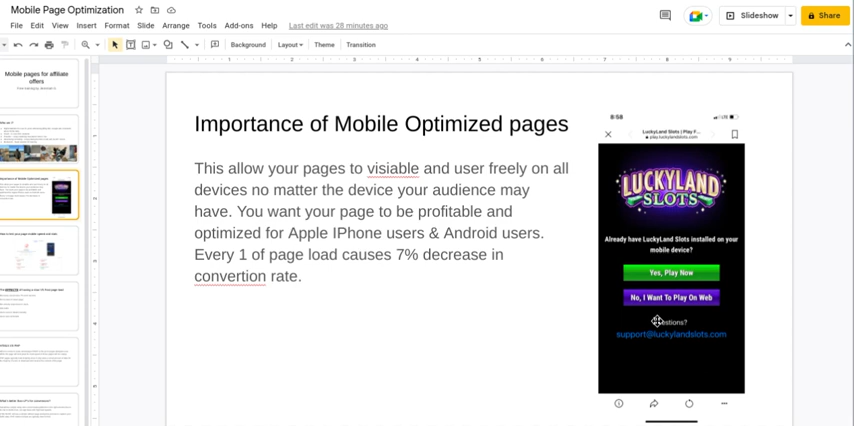 Mobile Page Optimization
File Edit View Insert Format Slide Arrange Tools Add-ons Help Last edit was 28 minutes ago
Slideshow
Share
Background Layout Theme Transition
Mobile pages for affiliate
offers
Importance of Mobile Optimized pages
This allow your pages to visiable and user freely on all
devices no matter the device your audience may
have. You want your page to be profitable and
optimized for Apple IPhone users & Android users.
Every 1 of page load causes 7% decrease in
convertion rate.
8:58
LTE
LuckyLand Slots | Play F...
play.luckylandslots.com
LUCKYLAND
SLOTS
Already have LuckyLand Slots installed on your
mobile device?
Yes, Play Now
No, I Want To Play On Web
estions?
support@luckylandslots.com